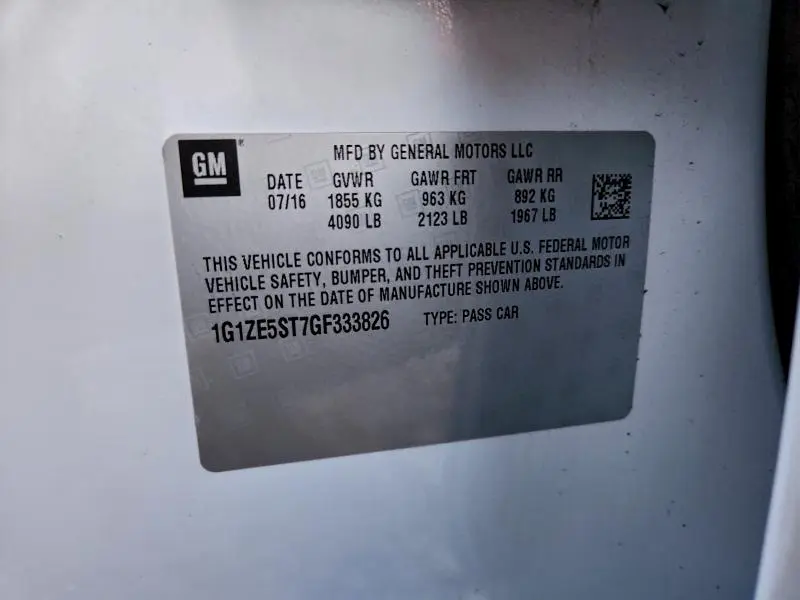 GM
MFD BY GENERAL MOTORS LLC
DATE GVWR GAWR FRT GAWR RR
07/16 1855 KG 963 KG 892 KG
4090 LB 2123 LB 1967 LB
THIS VEHICLE CONFORMS TO ALL APPLICABLE U.S. FEDERAL MOTOR
VEHICLE SAFETY, BUMPER, AND THEFT PREVENTION STANDARDS IN
EFFECT ON THE DATE OF MANUFACTURE SHOWN ABOVE.
1G1ZE5ST7GF333826 TYPE: PASS CAR